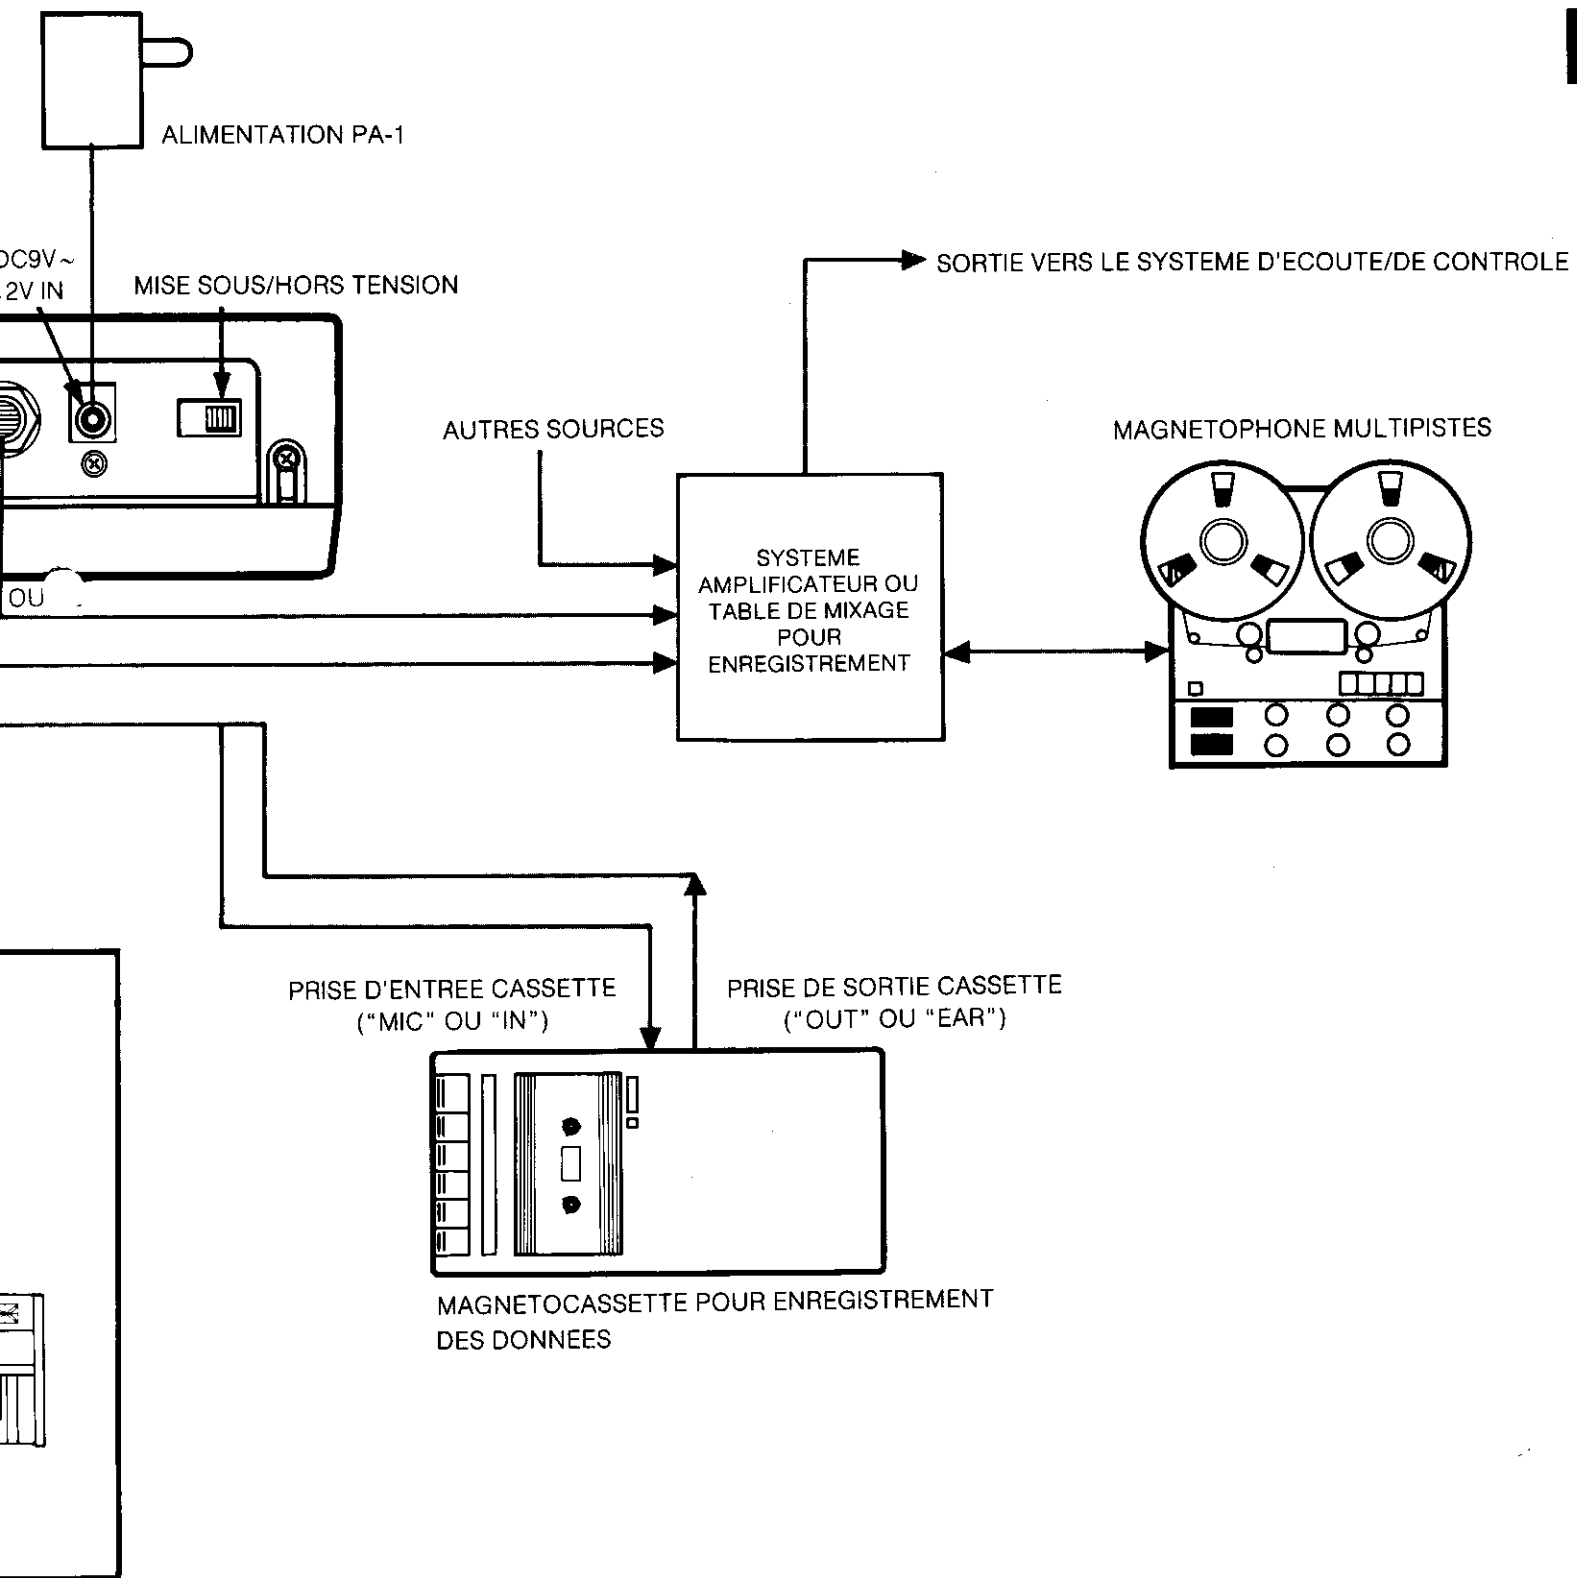 ALIMENTATION PA-1
DC9V~
2V IN
MISE SOUS/HORS TENSION
SORTIE VERS LE SYSTEME D'ECOUTE/DE CONTROLE
AUTRES SOURCES
MAGNETOPHONE MULTIPISTES
SYSTEME
AMPLIFICATEUR OU
TABLE DE MIXAGE
POUR
ENREGISTREMENT
OU
PRISE D'ENTREE CASSETTE
("MIC" OU "IN")
PRISE DE SORTIE CASSETTE
("OUT" OU "EAR")
MAGNETOCASSETTE POUR ENREGISTREMENT
DES DONNEES